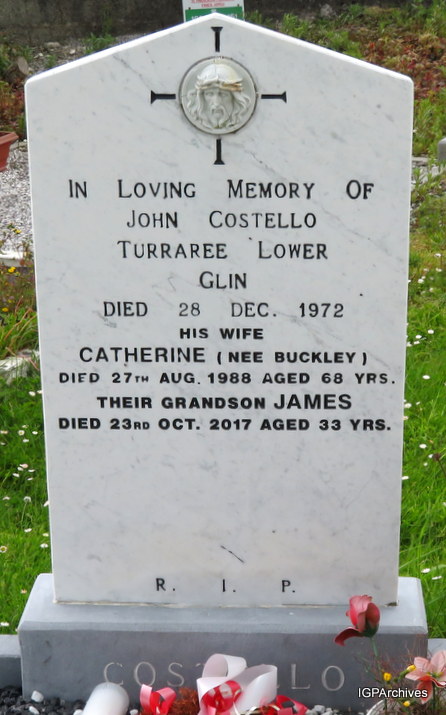 IN LOVING MEMORY OF
JOHN COSTELLO
TURRAREE LOWER
GLIN
DIED 28 DEC. 1972
HIS WIFE
CATHERINE (NEE BUCKLEY)
DIED 27TH AUG. 1988 AGED 68 YRS.
THEIR GRANDSON JAMES
DIED 23RD OCT. 2017 AGED 33 YRS.
R. I. P.
COSTELLO
IGPArchives